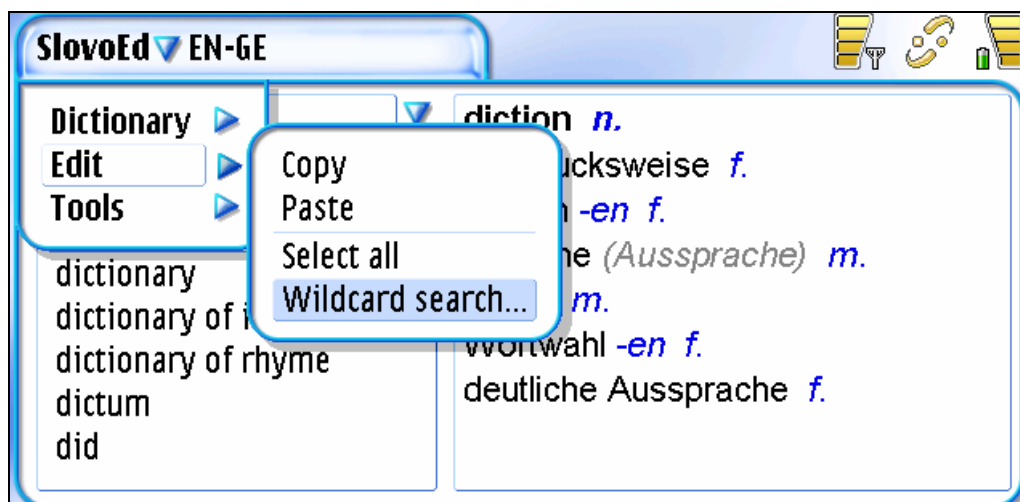 SlovoEd EN-GE
Dictionary
Edit
Tools
Copy
Paste
Select all
Wildcard search...
dictionary
dictionary of
dictionary of rhyme
dictum
did
diction n.
f.
-en f.
(Aussprache) m.
m.
Wortwahl -en f.
deutliche Aussprache f.